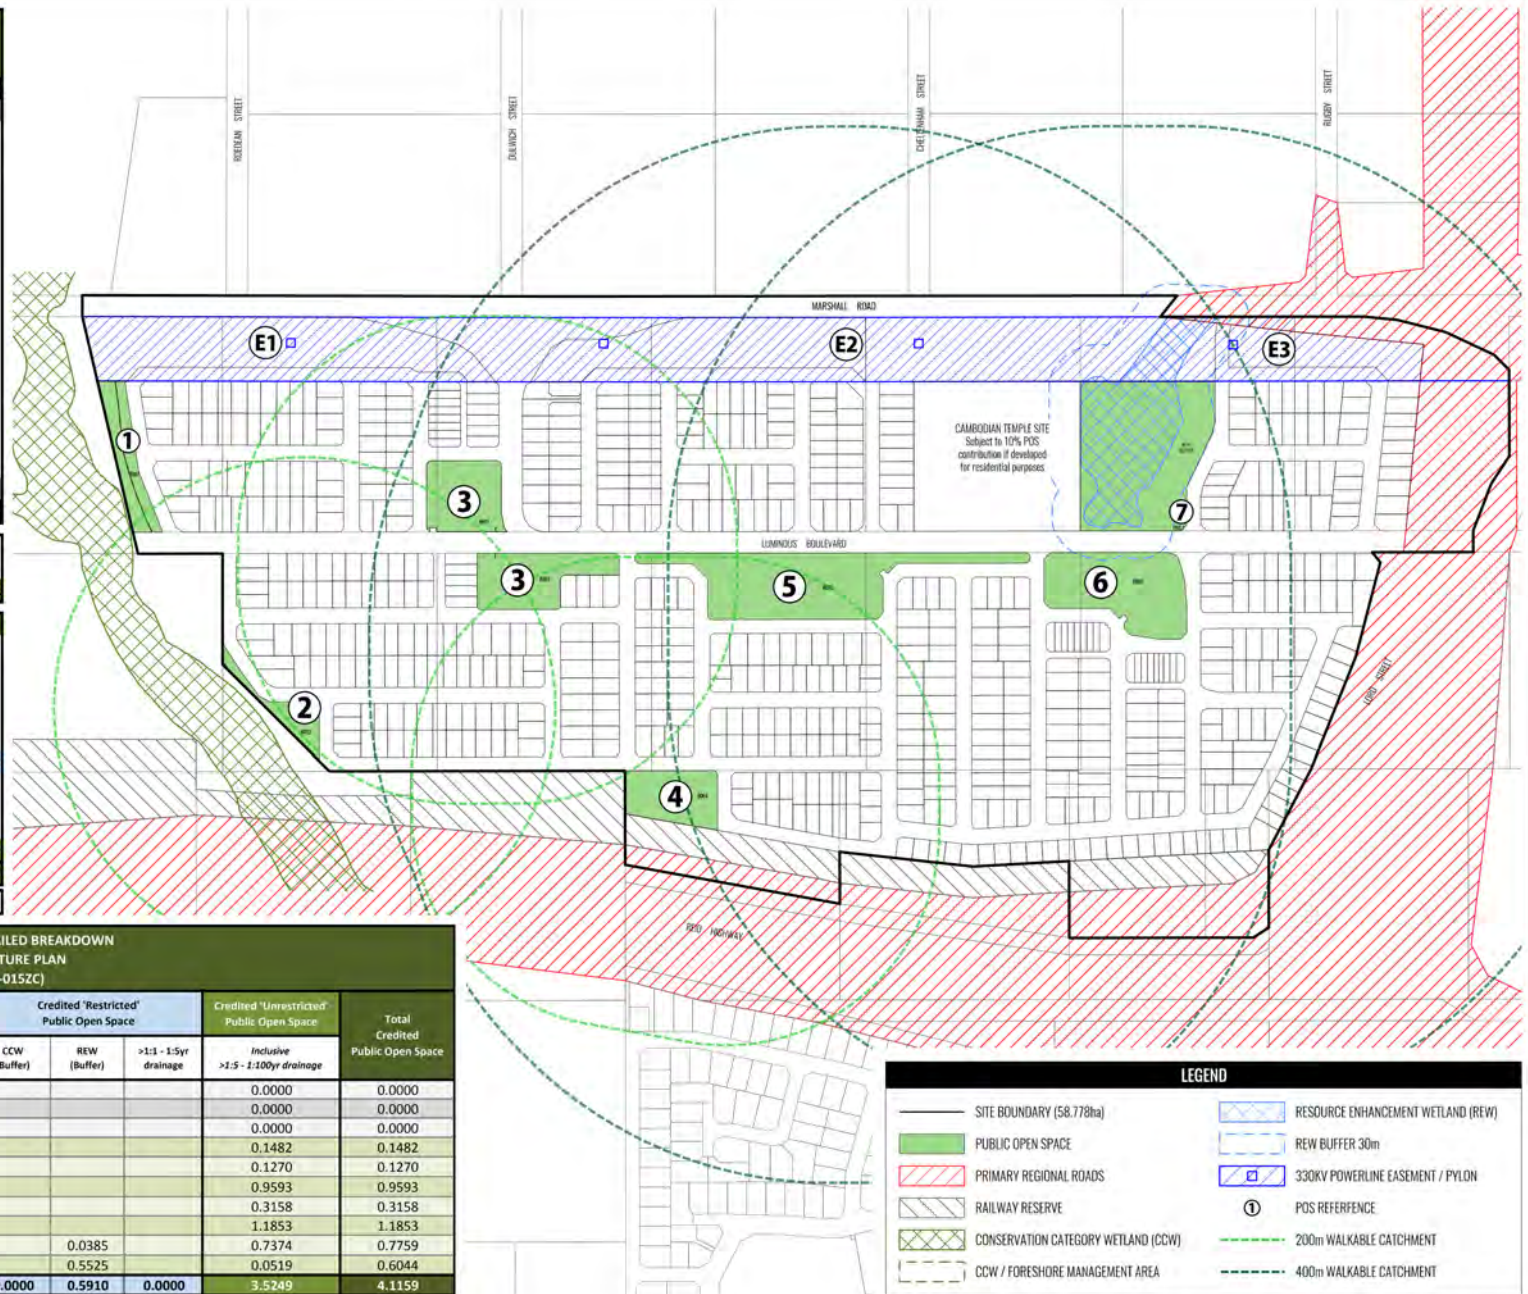 ROEDEAN STREET
DULWICH STREET
CHELTENHAM STREET
RUGBY STREET
MARSHALL ROAD
E1
E2
E3
1
CAMBODIAN TEMPLE SITE
Subject to 10% POS
contribution if developed
for residential purposes
3
7
LUMINOUS BOULEVARD
3
5
6
2
LORD STREET
4
REID HIGHWAY
ILED BREAKDOWN
TURE PLAN
-015ZC)
Credited 'Restricted'
Public Open Space
Credited 'Unrestricted'
Public Open Space
Total
Credited
Public Open Space
CCW
Buffer)
REW
(Buffer)
>1:1 - 1:5yr
drainage
Inclusive
>1:5 - 1:100yr drainage
0.0000 0.0000
0.0000 0.0000
0.0000 0.0000
0.1482 0.1482
0.1270 0.1270
0.9593 0.9593
0.3158 0.3158
1.1853 1.1853
0.0385 0.7374 0.7759
0.5525 0.0519 0.6044
.0000 0.5910 0.0000 3.5249 4.1159
LEGEND
SITE BOUNDARY (58.778ha)
PUBLIC OPEN SPACE
PRIMARY REGIONAL ROADS
RAILWAY RESERVE
CONSERVATION CATEGORY WETLAND (CCW)
CCW / FORESHORE MANAGEMENT AREA
RESOURCE ENHANCEMENT WETLAND (REW)
REW BUFFER 30m
330KV POWERLINE EASEMENT / PYLON
1 POS REFERFENCE
200m WALKABLE CATCHMENT
400m WALKABLE CATCHMENT